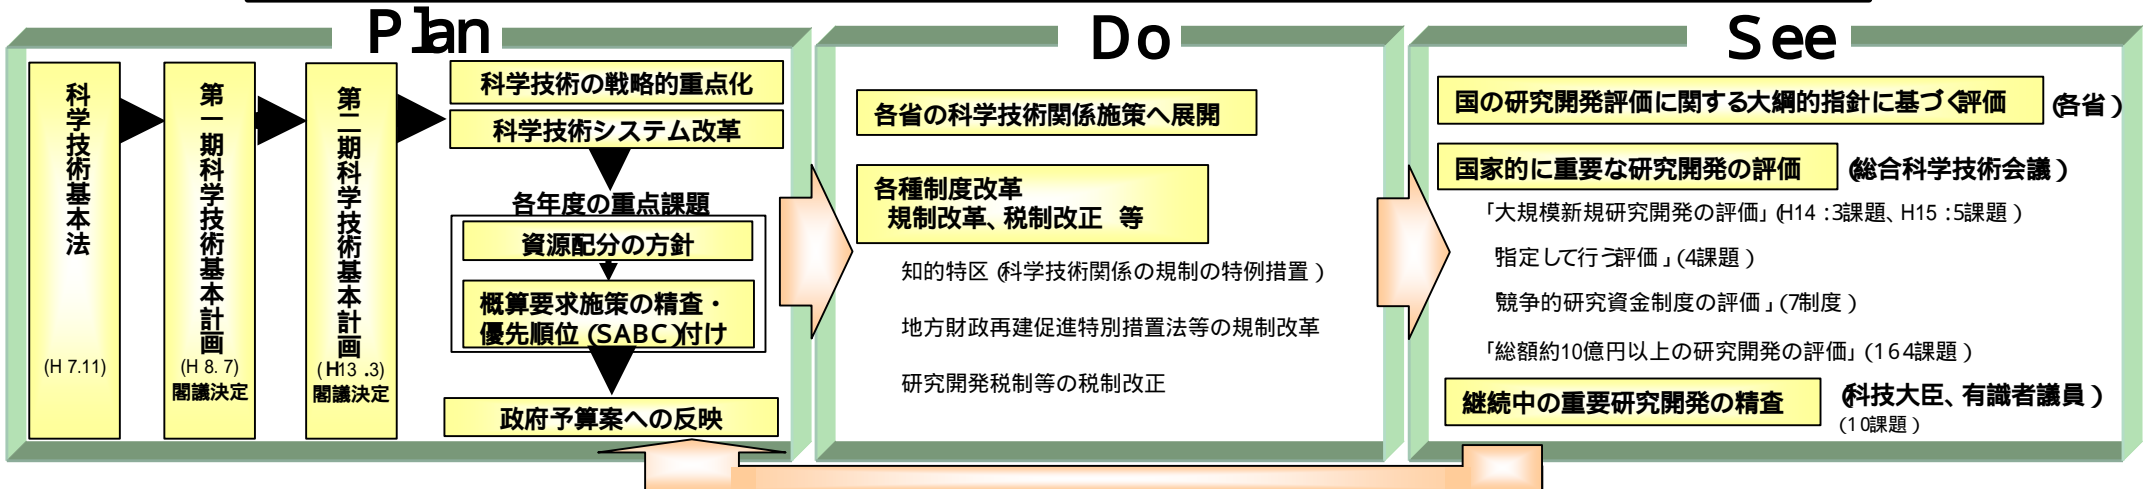 Plan
科学技術基本法
(H 7.11)
第一期科学技術基本計画
(H 8. 7)
閣議決定
第二期科学技術基本計画
(H13 .3)
閣議決定
科学技術の戦略的重点化
科学技術システム改革
各年度の重点課題
資源配分の方針
概算要求施策の精査・
優先順位(SABC)付け
政府予算案への反映
Do
各省の科学技術関係施策へ展開
各種制度改革
規制改革、税制改正 等
知的特区(科学技術関係の規制の特例措置)
地方財政再建促進特別措置法等の規制改革
研究開発税制等の税制改正
See
国の研究開発評価に関する大綱的指針に基づく評価 (各省)
国家的に重要な研究開発の評価 (総合科学技術会議)
「大規模新規研究開発の評価」(H14:3課題、H15:5課題)
「指定して行う評価」(4課題)
「競争的研究資金制度の評価」(7制度)
「総額約10億円以上の研究開発の評価」(164課題)
継続中の重要研究開発の精査 (科技大臣、有識者議員)
(10課題)